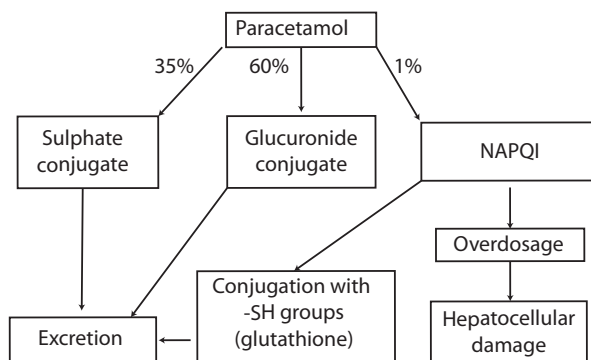 Paracetamol
35%
60%
1%
Sulphate
conjugate
Glucuronide
conjugate
NAPQI
Overdosage
Conjugation with
-SH groups
(glutathione)
Excretion
Hepatocellular
damage